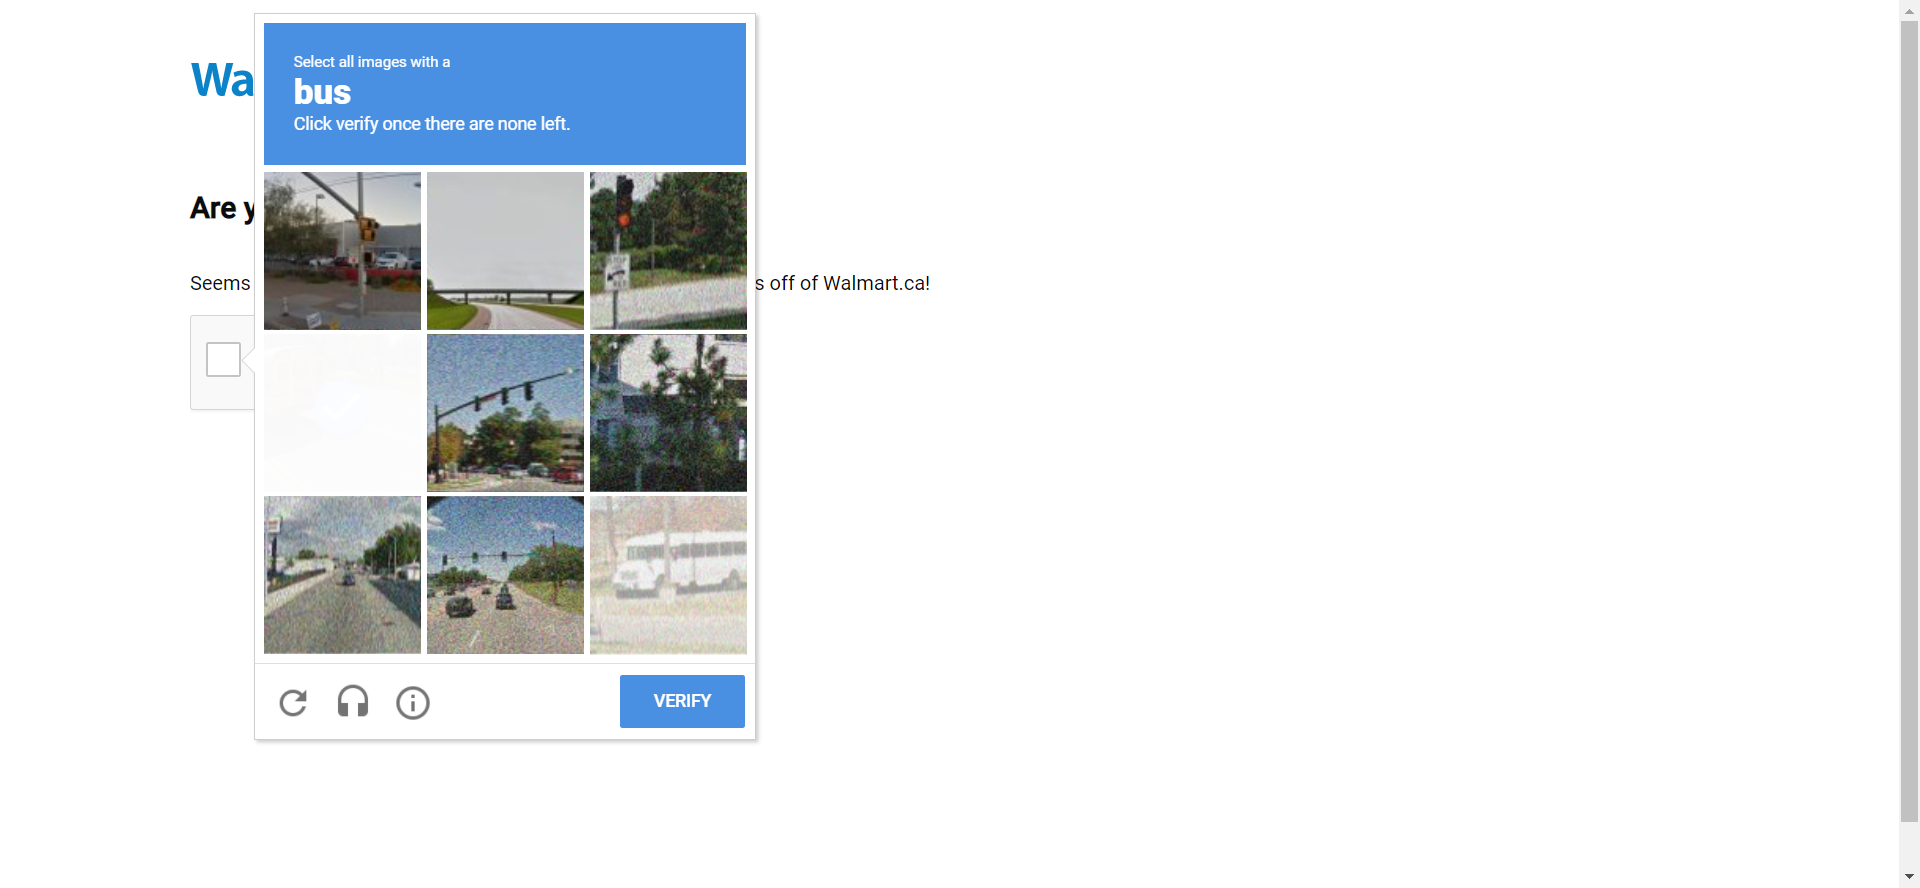 Wa
Select all images with a
bus
Click verify once there are none left.
Are y
Seems
s off of Walmart.ca!
VERIFY